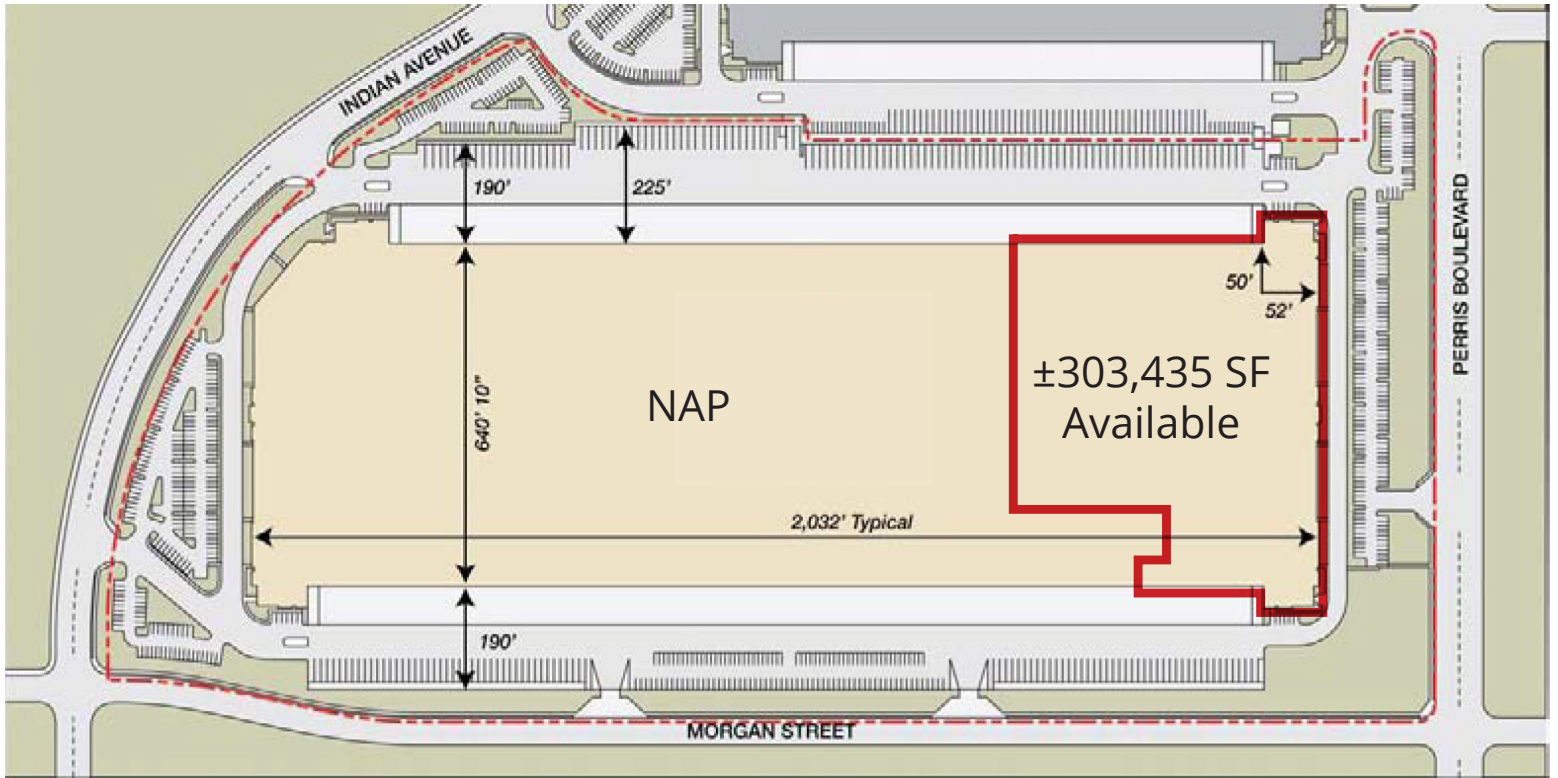 INDIAN AVENUE
190'
225'
PERRIS BOULEVARD
50'
52'
±303,435 SF
Available
NAP
640' 10"
2,032' Typical
190'
MORGAN STREET